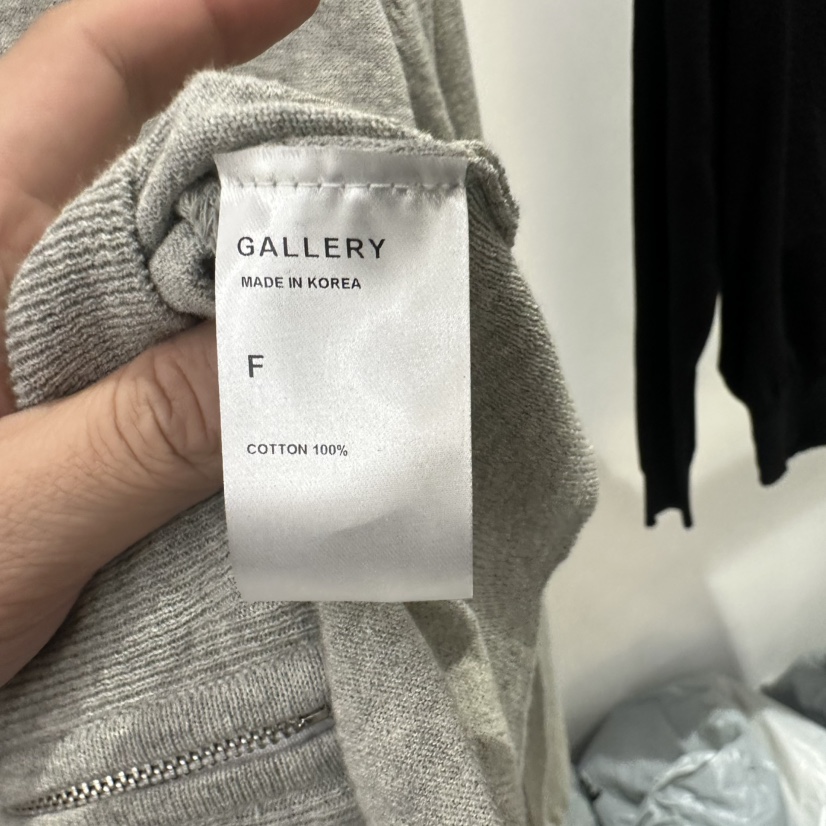 GALLERY
MADE IN KOREA
F
COTTON 100%